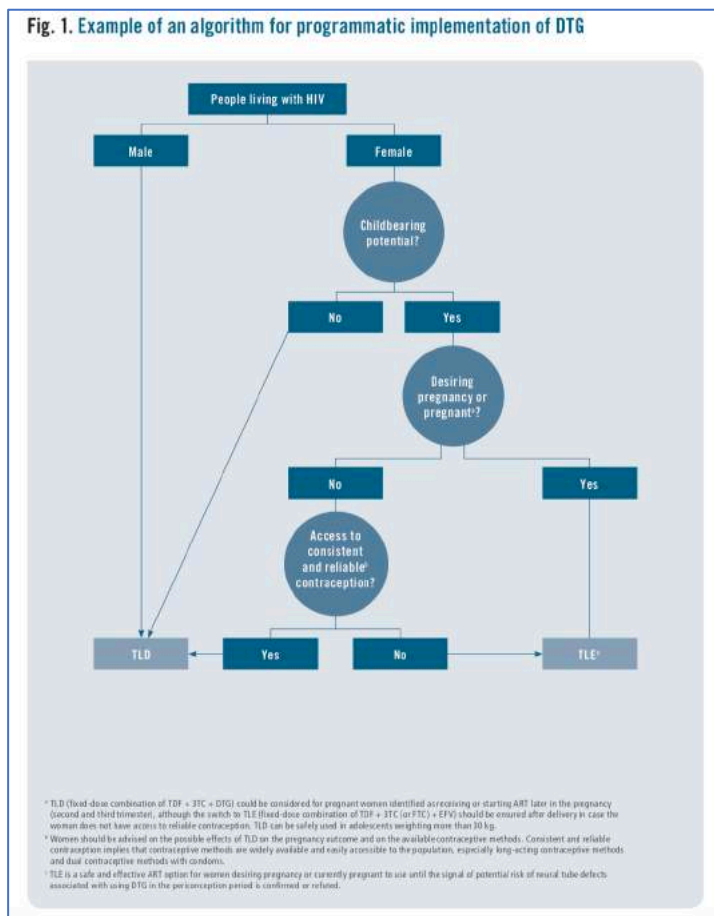 Fig. 1. Example of an algorithm for programmatic implementation of DTG
People living with HIV
Male
Female
Childbearing
potential?
No
Yes
Desiring
pregnancy or
pregnantᵃ?
No
Yes
Access to
consistent
and reliableᵇ
contraception?
TLD
Yes
No
TLEᶜ
ᵃ TLD (fixed-dose combination of TDF + 3TC + DTG) could be considered for pregnant women identified as receiving or starting ART later in the pregnancy
(second and third trimester), although the switch to TLE (fixed-dose combination of TDF + 3TC (or FTC) + EFV) should be ensured after delivery in case the
woman does not have access to reliable contraception. TLD can be safely used in adolescents weighting more than 30 kg.
ᵇ Women should be advised on the possible effects of TLD on the pregnancy outcome and on the available contraceptive methods. Consistent and reliable
contraception implies that contraceptive methods are widely available and easily accessible to the population, especially long-acting contraceptive methods
and dual contraceptive methods with condoms.
ᶜ TLE is a safe and effective ART option for women desiring pregnancy or currently pregnant to use until the signal of potential risk of neural tube defects
associated with using DTG in the periconception period is confirmed or refuted.